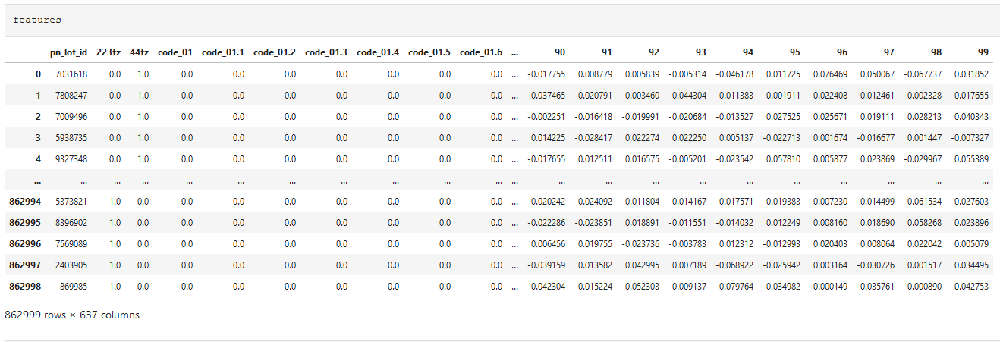 features
pn_lot_id 223fz 44fz code_01 code_01.1 code_01.2 code_01.3 code_01.4 code_01.5 code_01.6 ... 90 91 92 93 94 95 96 97 98 99
0 7031618 0.0 1.0 0.0 0.0 0.0 0.0 0.0 0.0 0.0 ... -0.017755 0.008779 0.005839 -0.005314 -0.046178 0.011725 0.076469 0.050067 -0.067737 0.031852
1 7808247 0.0 1.0 0.0 0.0 0.0 0.0 0.0 0.0 0.0 ... -0.037465 -0.020791 0.003460 -0.044304 0.011383 0.001911 0.022408 0.012461 0.002328 0.017655
2 7009496 0.0 1.0 0.0 0.0 0.0 0.0 0.0 0.0 0.0 ... -0.002251 -0.016418 -0.019991 -0.020684 -0.013527 0.027525 0.025671 0.019111 0.028213 0.040343
3 5938735 0.0 1.0 0.0 0.0 0.0 0.0 0.0 0.0 0.0 ... 0.014225 -0.028417 0.022274 0.022250 0.005137 -0.022713 0.001674 -0.016677 0.001447 -0.007327
4 9327348 0.0 1.0 0.0 0.0 0.0 0.0 0.0 0.0 0.0 ... -0.017655 0.012511 0.016575 -0.005201 -0.023542 0.057810 0.005877 0.023869 -0.029967 0.055389
... ... ... ... ... ... ... ... ... ... ... ... ... ... ... ... ... ... ... ... ... ...
862994 5373821 1.0 0.0 0.0 0.0 0.0 0.0 0.0 0.0 0.0 ... -0.020242 -0.024092 0.011804 -0.014167 -0.017571 0.019383 0.007230 0.014499 0.061534 0.027603
862995 8396902 1.0 0.0 0.0 0.0 0.0 0.0 0.0 0.0 0.0 ... -0.022286 -0.023851 0.018891 -0.011551 -0.014032 0.012249 0.008160 0.018690 0.058268 0.023896
862996 7569089 1.0 0.0 0.0 0.0 0.0 0.0 0.0 0.0 0.0 ... 0.006456 0.019755 -0.023736 -0.003783 0.012312 -0.012993 0.020403 0.008064 0.022042 0.005079
862997 2403905 1.0 0.0 0.0 0.0 0.0 0.0 0.0 0.0 0.0 ... -0.039159 0.013582 0.042995 0.007189 -0.068922 -0.025942 0.003164 -0.030726 0.001517 0.034495
862998 869985 1.0 0.0 0.0 0.0 0.0 0.0 0.0 0.0 0.0 ... -0.042304 0.015224 0.052303 0.009137 -0.079764 -0.034982 -0.000149 -0.035761 0.000890 0.042753
862999 rows × 637 columns